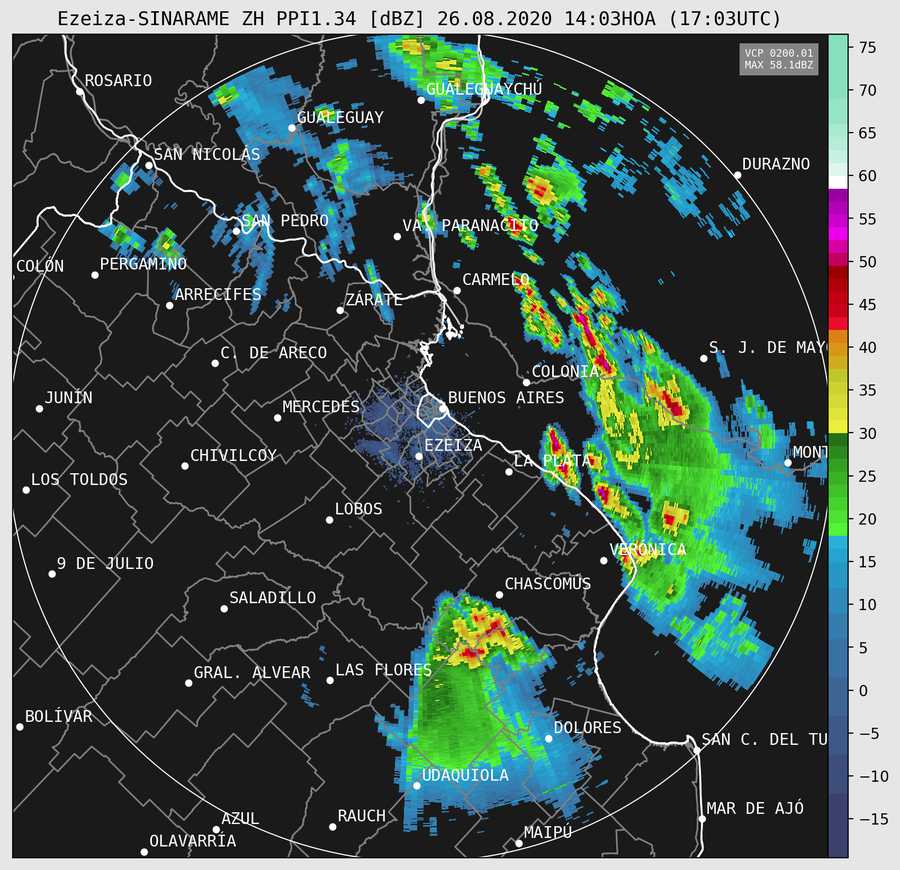 Ezeiza-SINARAME ZH PPI1.34 [dBZ] 26.08.2020 14:03HOA (17:03UTC)
VCP 0200.01
MAX 58.1dBZ
75
70
65
60
55
50
45
40
35
30
25
20
15
10
5
0
−5
−10
−15
ROSARIO
GUALEGUAYCHÚ
GUALEGUAY
SAN NICOLÁS
DURAZNO
SAN PEDRO
VA. PARANACITO
COLÓN
PERGAMINO
CARMELO
ARRECIFES
ZÁRATE
S. J. DE MAY
C. DE ARECO
COLONIA
JUNÍN
MERCEDES
BUENOS AIRES
EZEIZA
MONT
CHIVILCOY
LA PLATA
LOS TOLDOS
LOBOS
VERÓNICA
9 DE JULIO
CHASCOMÚS
SALADILLO
GRAL. ALVEAR
LAS FLORES
BOLÍVAR
DOLORES
SAN C. DEL TU
UDAQUIOLA
MAR DE AJÓ
AZUL
RAUCH
MAIPÚ
OLAVARRÍA